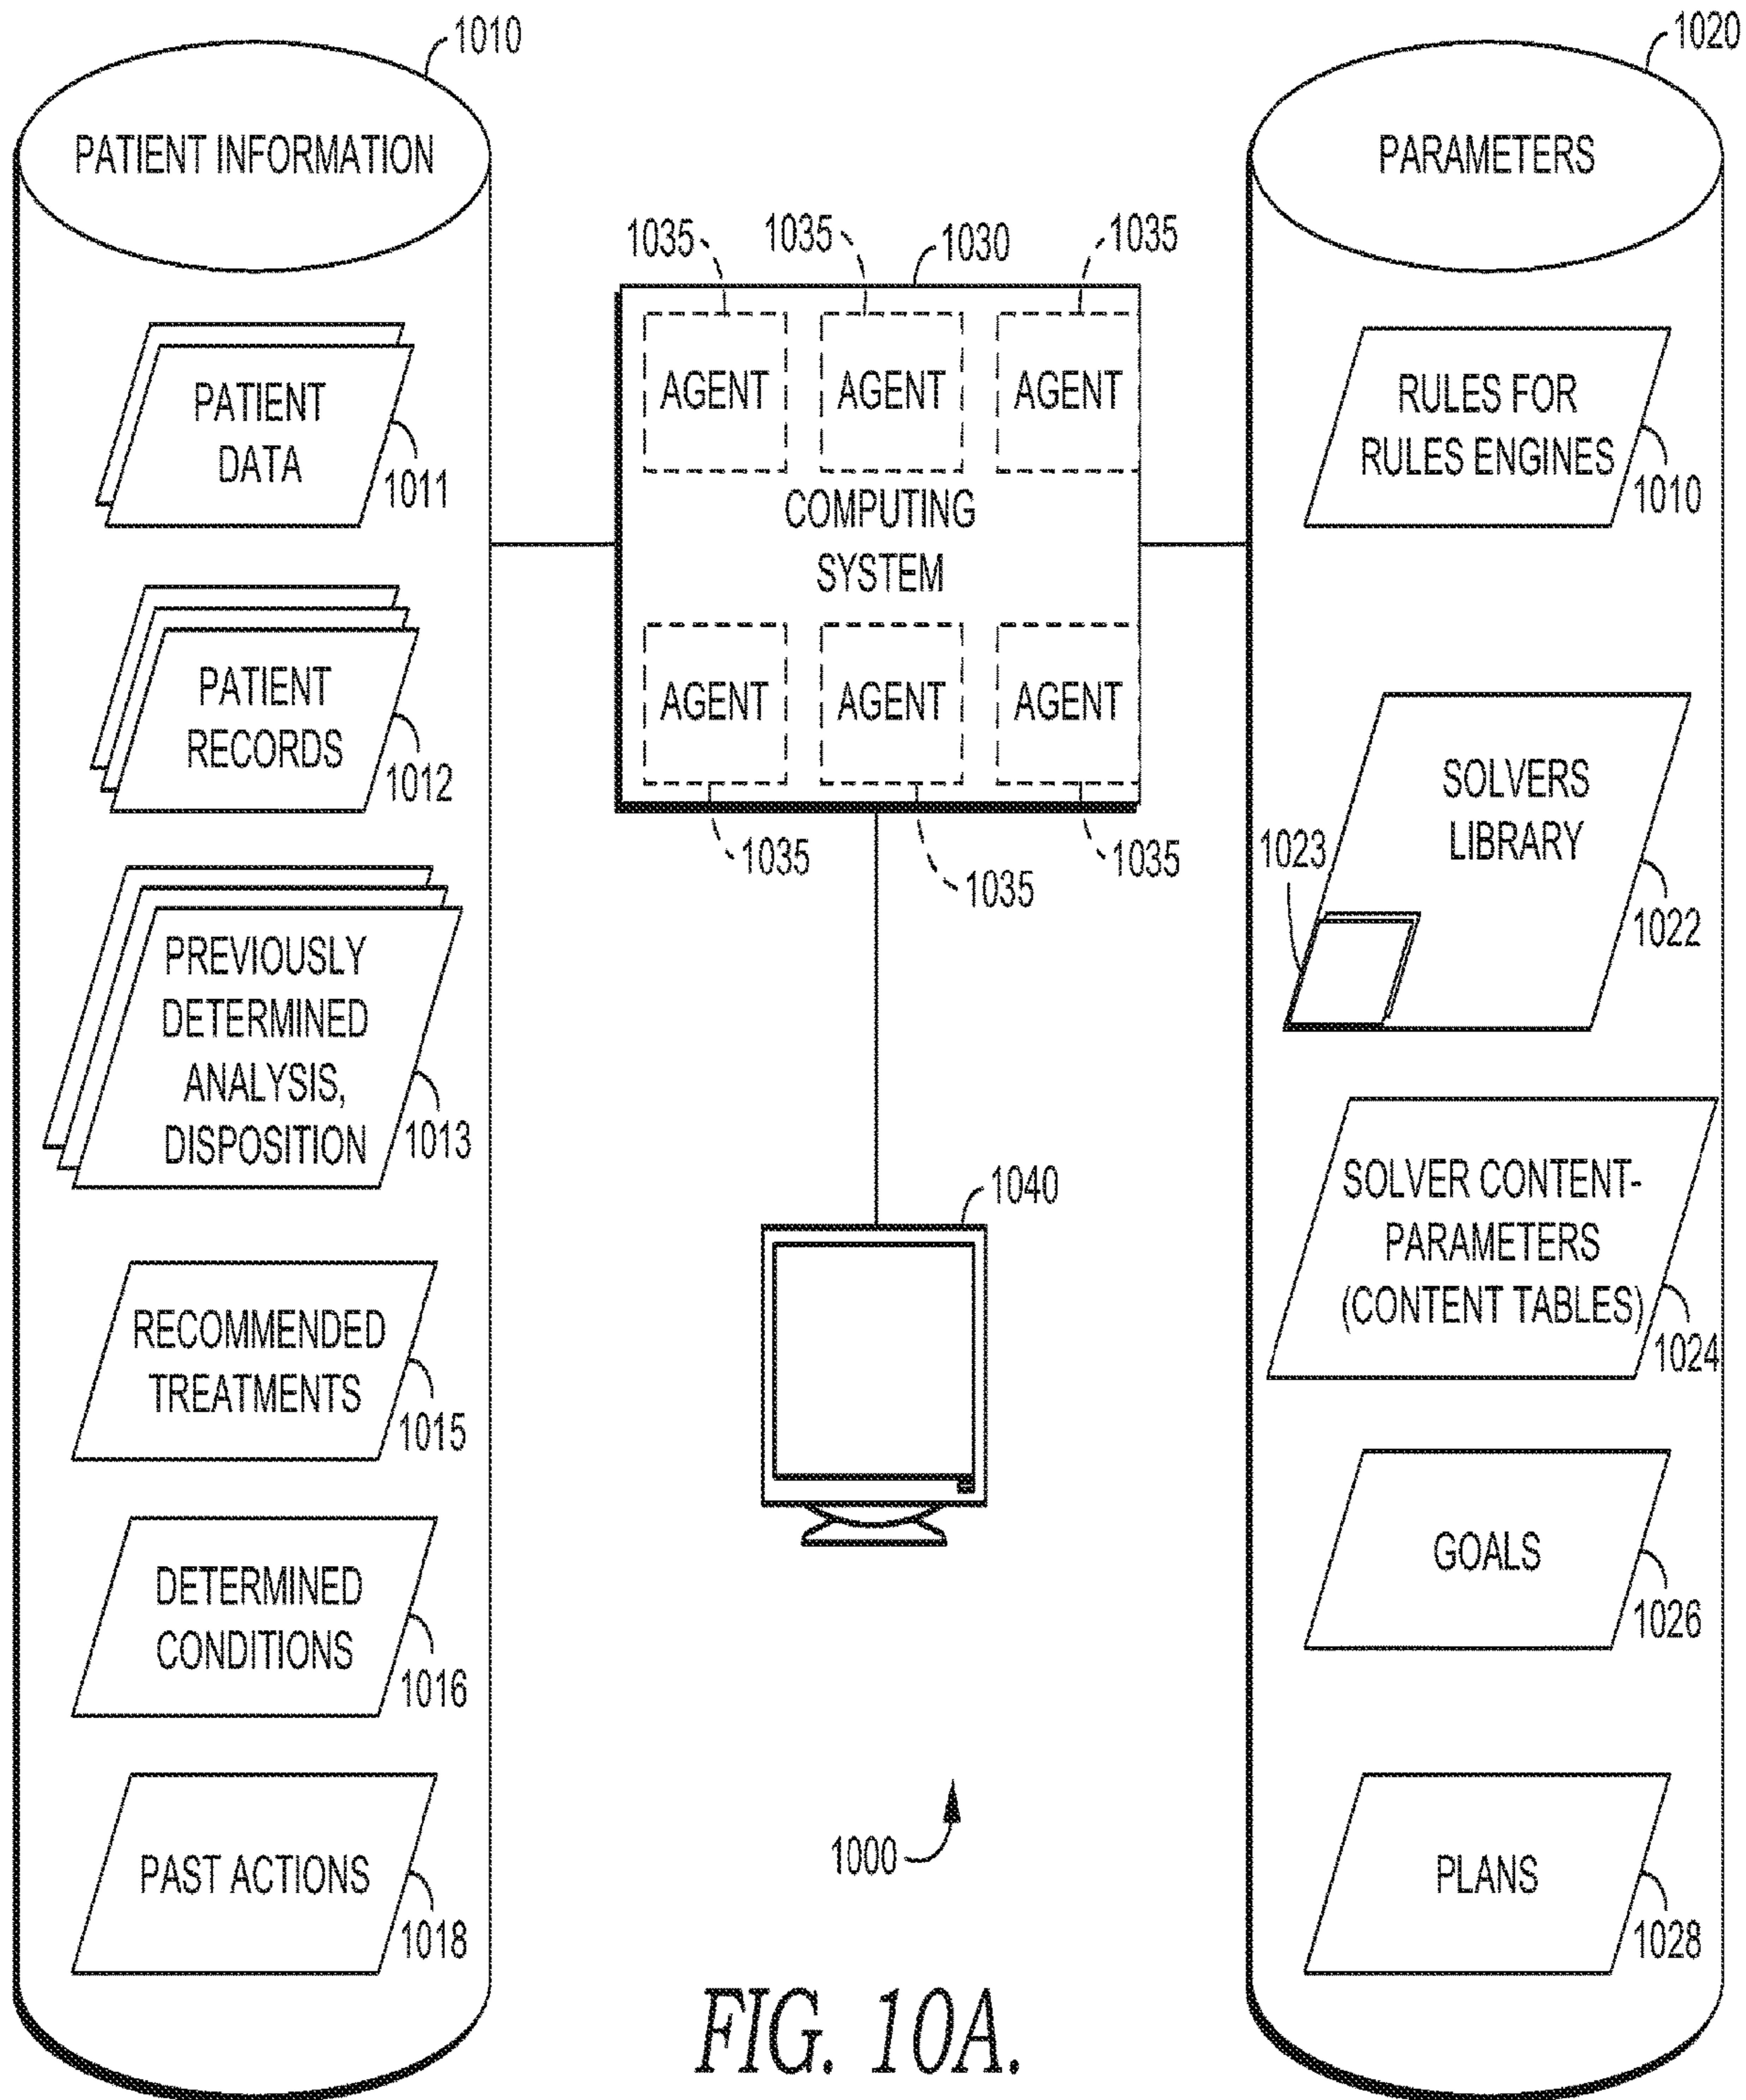 1010
PATIENT INFORMATION
PATIENT
DATA
1011
PATIENT
RECORDS
1012
PREVIOUSLY
DETERMINED
ANALYSIS,
DISPOSITION
1013
RECOMMENDED
TREATMENTS
1015
DETERMINED
CONDITIONS
1016
PAST ACTIONS
1018
1035
1035
1030
1035
AGENT
AGENT
AGENT
COMPUTING
SYSTEM
AGENT
AGENT
AGENT
1035
1035
1035
1040
1000
1020
PARAMETERS
RULES FOR
RULES ENGINES
1010
SOLVERS
LIBRARY
1023
1022
SOLVER CONTENT-
PARAMETERS
(CONTENT TABLES)
1024
GOALS
1026
PLANS
1028
FIG. 10A.